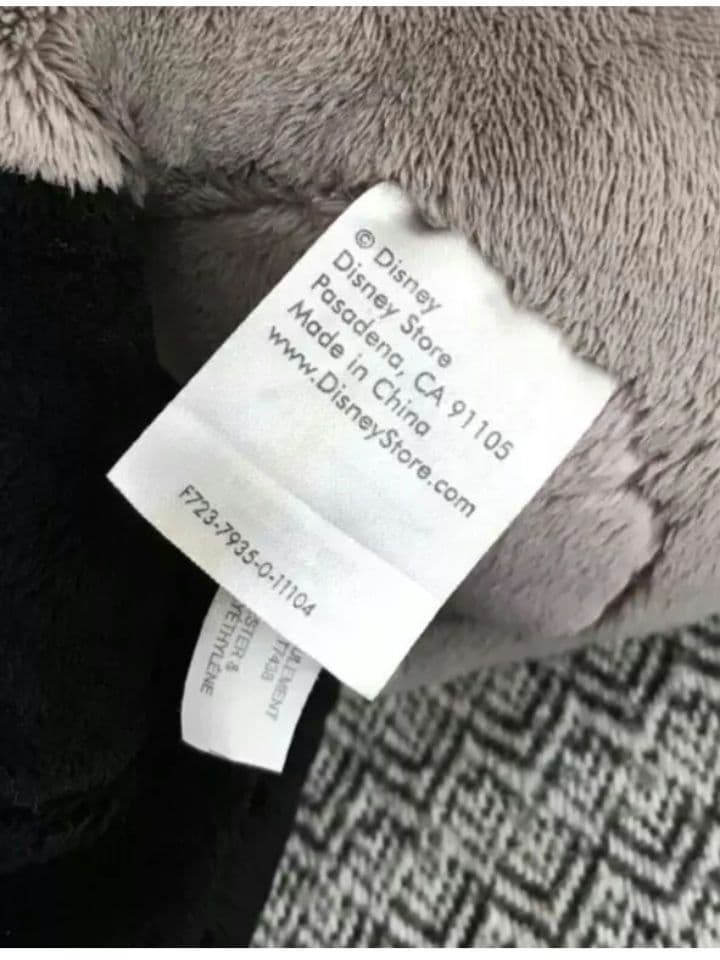 © Disney
Disney Store
Pasadena, CA 91105
Made in China
www.DisneyStore.com
F723-7935-0-11104